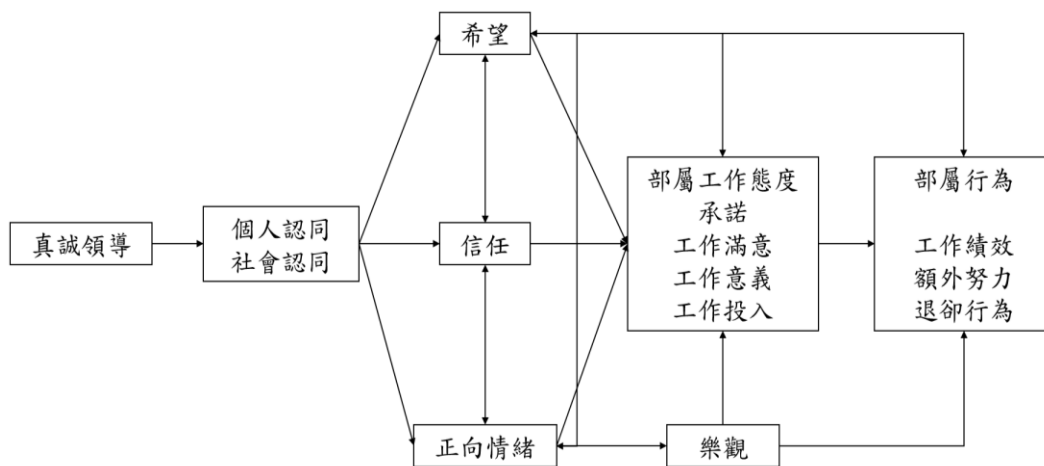 希望
真誠領導
個人認同
社會認同
信任
部屬工作態度
承諾
工作滿意
工作意義
工作投入
部屬行為
工作績效
額外努力
退卻行為
正向情緒
樂觀